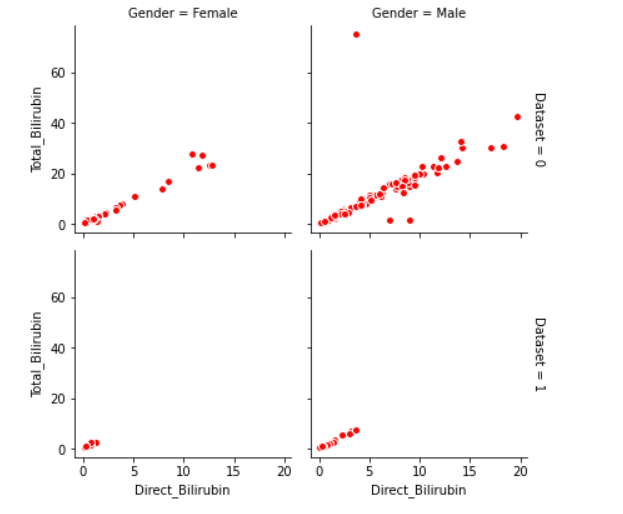 Gender = Female
Gender = Male
Total_Bilirubin
60
40
20
0
Dataset = 0
Total_Bilirubin
60
40
20
0
Dataset = 1
0 5 10 15 20
0 5 10 15 20
Direct_Bilirubin
Direct_Bilirubin